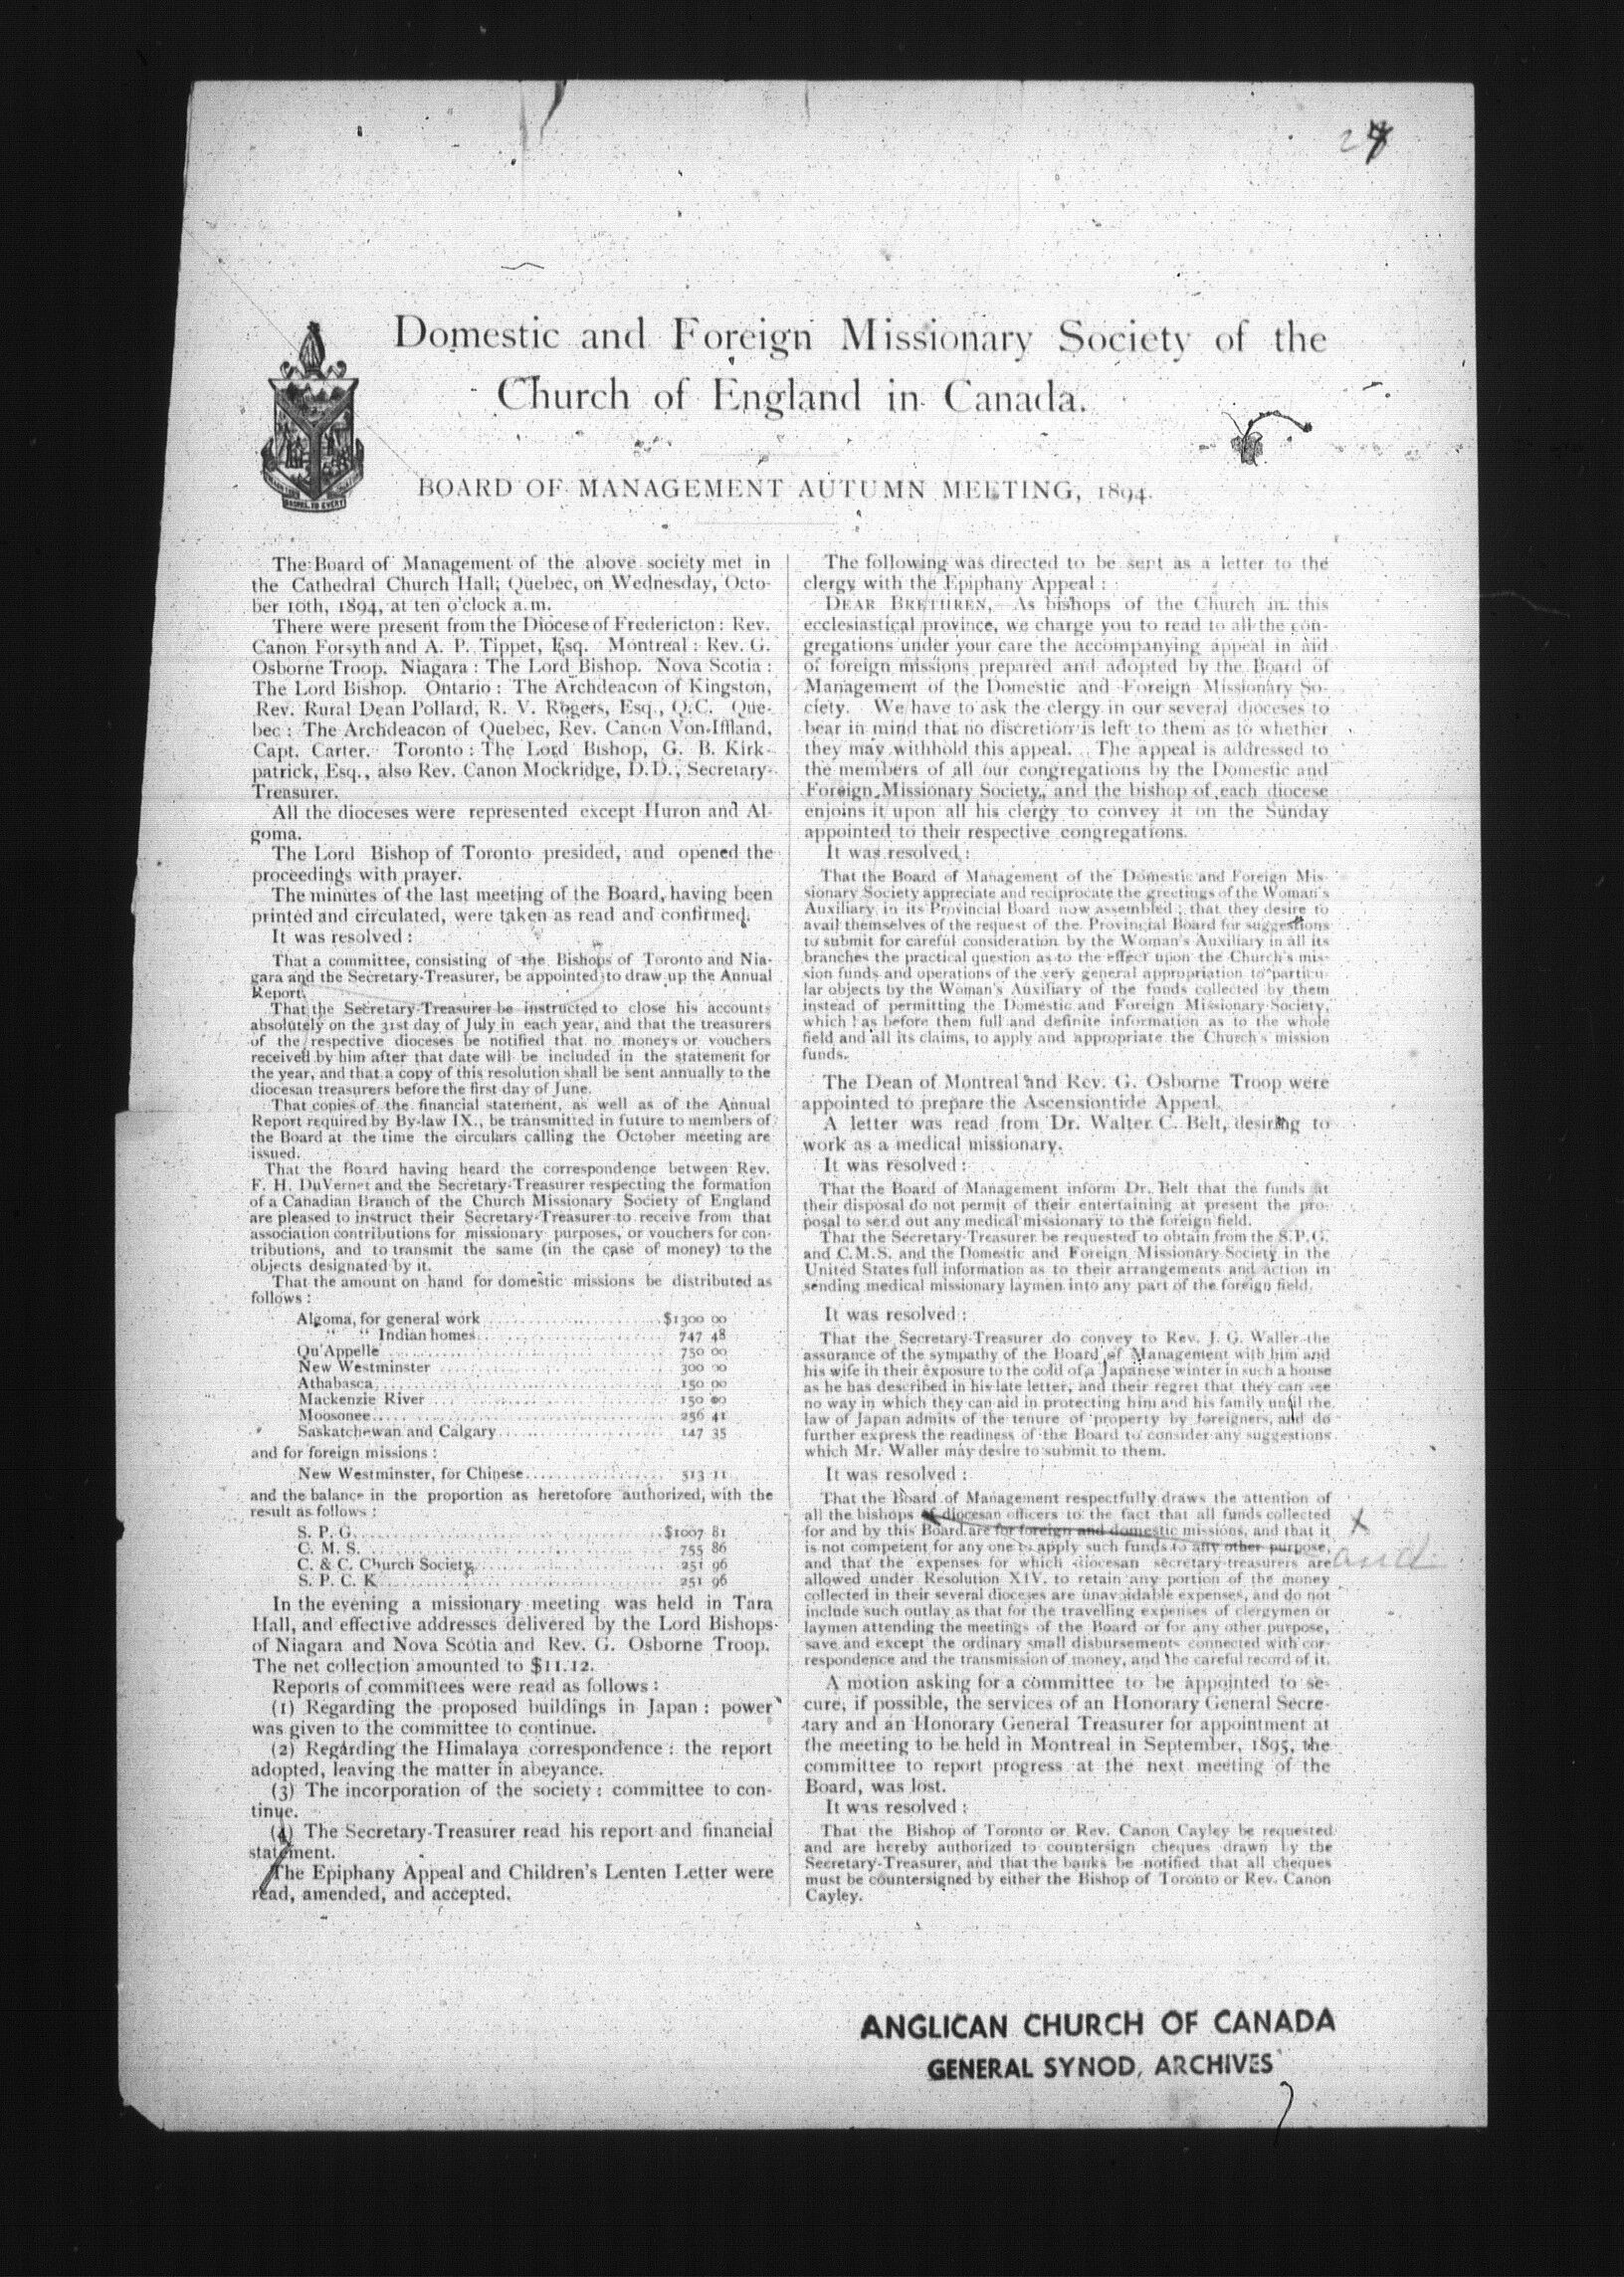 27
Domestic and Foreign Missionary Society of the
Church of England in Canada.
BOARD OF MANAGEMENT AUTUMN MEETING, 1894.
The Board of Management of the above society met in
the Cathedral Church Hall, Quebec, on Wednesday, Octo-
ber 10th, 1894, at ten o'clock a.m.
There were present from the Diocese of Fredericton: Rev.
Canon Forsyth and A. P. Tippet, Esq. Montreal: Rev. G.
Osborne Troop. Niagara: The Lord Bishop. Nova Scotia:
The Lord Bishop. Ontario: The Archdeacon of Kingston,
Rev. Rural Dean Pollard, R. V. Rogers, Esq., Q.C. Que-
bec: The Archdeacon of Quebec, Rev. Canon Von Iffland,
Capt. Carter. Toronto: The Lord Bishop, G. B. Kirk-
patrick, Esq., also Rev. Canon Mockridge, D.D., Secretary-
Treasurer.
All the dioceses were represented except Huron and Al-
goma.
The Lord Bishop of Toronto presided, and opened the
proceedings with prayer.
The minutes of the last meeting of the Board, having been
printed and circulated, were taken as read and confirmed.
It was resolved:
That a committee, consisting of the Bishops of Toronto and Nia-
gara and the Secretary-Treasurer, be appointed to draw up the Annual
Report.
That the Secretary-Treasurer be instructed to close his accounts
absolutely on the 31st day of July in each year, and that the treasurers
of the respective dioceses be notified that no moneys or vouchers
received by him after that date will be included in the statement for
the year, and that a copy of this resolution shall be sent annually to the
diocesan treasurers before the first day of June.
That copies of the financial statement, as well as of the Annual
Report required by By-law IX., be transmitted in future to members of
the Board at the time the circulars calling the October meeting are
issued.
That the Board having heard the correspondence between Rev.
F. H. DuVernet and the Secretary-Treasurer respecting the formation
of a Canadian Branch of the Church Missionary Society of England
are pleased to instruct their Secretary-Treasurer to receive from that
association contributions for missionary purposes, or vouchers for con-
tributions, and to transmit the same (in the case of money) to the
objects designated by it.
That the amount on hand for domestic missions be distributed as
follows:
Algoma, for general work $1300 00
" " Indian homes 747 48
Qu'Appelle 750 00
New Westminster 300 00
Athabasca 150 00
Mackenzie River 150 00
Moosonee 256 41
Saskatchewan and Calgary 147 35
and for foreign missions:
New Westminster, for Chinese 513 11
and the balance in the proportion as heretofore authorized, with the
result as follows:
S. P. G. $1007 81
C. M. S. 755 86
C. & C. Church Society 251 96
S. P. C. K. 251 96
In the evening a missionary meeting was held in Tara
Hall, and effective addresses delivered by the Lord Bishops
of Niagara and Nova Scotia and Rev. G. Osborne Troop.
The net collection amounted to $11.12.
Reports of committees were read as follows:
(1) Regarding the proposed buildings in Japan: power
was given to the committee to continue.
(2) Regarding the Himalaya correspondence: the report
adopted, leaving the matter in abeyance.
(3) The incorporation of the society: committee to con-
tinue.
(4) The Secretary-Treasurer read his report and financial
statement.
The Epiphany Appeal and Children's Lenten Letter were
read, amended, and accepted.
The following was directed to be sent as a letter to the
clergy with the Epiphany Appeal:
DEAR BRETHREN,—As bishops of the Church in this
ecclesiastical province, we charge you to read to all the con-
gregations under your care the accompanying appeal in aid
of foreign missions prepared and adopted by the Board of
Management of the Domestic and Foreign Missionary So-
ciety. We have to ask the clergy in our several dioceses to
bear in mind that no discretion is left to them as to whether
they may withhold this appeal. The appeal is addressed to
the members of all our congregations by the Domestic and
Foreign Missionary Society, and the bishop of each diocese
enjoins it upon all his clergy to convey it on the Sunday
appointed to their respective congregations.
It was resolved:
That the Board of Management of the Domestic and Foreign Mis-
sionary Society appreciate and reciprocate the greetings of the Woman's
Auxiliary in its Provincial Board now assembled; that they desire to
avail themselves of the request of the Provincial Board for suggestions
to submit for careful consideration by the Woman's Auxiliary in all its
branches the practical question as to the effect upon the Church's mis-
sion funds and operations of the very general appropriation to particu-
lar objects by the Woman's Auxiliary of the funds collected by them
instead of permitting the Domestic and Foreign Missionary Society,
which has before them full and definite information as to the whole
field and all its claims, to apply and appropriate the Church's mission
funds.
The Dean of Montreal and Rev. G. Osborne Troop were
appointed to prepare the Ascensiontide Appeal.
A letter was read from Dr. Walter C. Belt, desiring to
work as a medical missionary.
It was resolved:
That the Board of Management inform Dr. Belt that the funds at
their disposal do not permit of their entertaining at present the pro-
posal to send out any medical missionary to the foreign field.
That the Secretary-Treasurer be requested to obtain from the S.P.G.
and C.M.S. and the Domestic and Foreign Missionary Society in the
United States full information as to their arrangements and action in
sending medical missionary laymen into any part of the foreign field.
It was resolved:
That the Secretary-Treasurer do convey to Rev. J. G. Waller the
assurance of the sympathy of the Board of Management with him and
his wife in their exposure to the cold of a Japanese winter in such a house
as he has described in his late letter, and their regret that they can see
no way in which they can aid in protecting him and his family until the
law of Japan admits of the tenure of property by foreigners, and do
further express the readiness of the Board to consider any suggestions
which Mr. Waller may desire to submit to them.
It was resolved:
That the Board of Management respectfully draws the attention of
all the bishops of diocesan officers to the fact that all funds collected
for and by this Board are for foreign and domestic missions, and that it X
is not competent for any one to apply such funds to any other purpose,
and that the expenses for which diocesan secretary-treasurers are and
allowed under Resolution XIV. to retain any portion of the money
collected in their several dioceses are unavoidable expenses, and do not
include such outlay as that for the travelling expenses of clergymen or
laymen attending the meetings of the Board or for any other purpose,
save and except the ordinary small disbursements connected with cor-
respondence and the transmission of money, and the careful record of it.
A motion asking for a committee to be appointed to se-
cure, if possible, the services of an Honorary General Secre-
tary and an Honorary General Treasurer for appointment at
the meeting to be held in Montreal in September, 1895, the
committee to report progress at the next meeting of the
Board, was lost.
It was resolved:
That the Bishop of Toronto or Rev. Canon Cayley be requested
and are hereby authorized to countersign cheques drawn by the
Secretary-Treasurer, and that the banks be notified that all cheques
must be countersigned by either the Bishop of Toronto or Rev. Canon
Cayley.
ANGLICAN CHURCH OF CANADA
GENERAL SYNOD, ARCHIVES